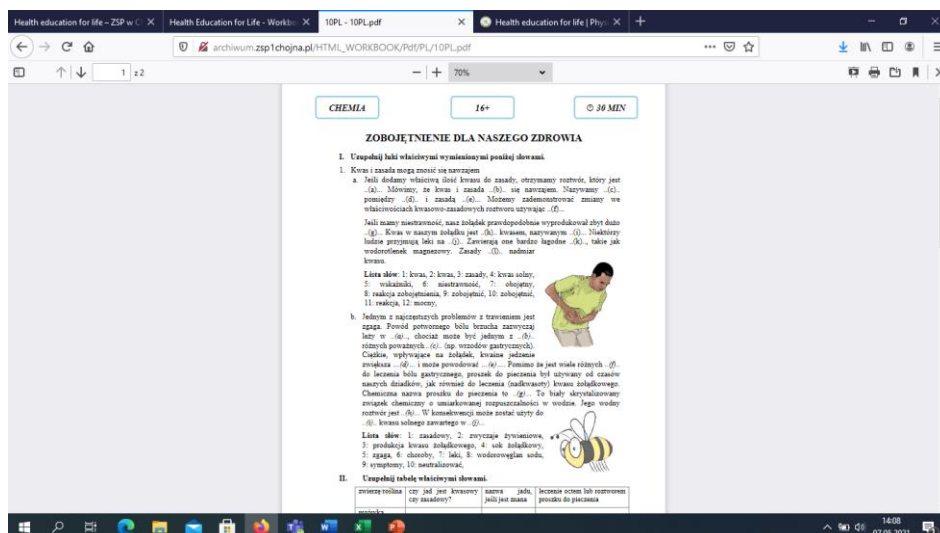 Health education for life – ZSP w C
Health Education for Life - Workbo
10PL - 10PL.pdf
Health education for life | Phys
archiwum.zsp1chojna.pl/HTML_WORKBOOK/Pdf/PL/10PL.pdf
1 z 2
70%
CHEMIA
16+
30 MIN
ZOBOJĘTNIENIE DLA NASZEGO ZDROWIA
I. Uzupełnij luki właściwymi wymienionymi poniżej słowami.
1. Kwas i zasada mogą znosić się nawzajem
a. Jeśli dodamy właściwą ilość kwasu do zasady, otrzymamy roztwór, który jest
..(a)... Mówimy, że kwas i zasada ..(b).. się nawzajem. Nazywamy ..(c)..
pomiędzy ..(d).. i zasadą ..(e)... Możemy zademonstrować zmiany we
właściwościach kwasowo-zasadowych roztworu używając ..(f)...
Jeśli mamy niestrawność, nasz żołądek prawdopodobnie wyprodukował zbyt dużo
..(g)... Kwas w naszym żołądku jest ..(h).. kwasem, nazywanym ..(i)... Niektórzy
ludzie przyjmują leki na ..(j).. Zawierają one bardzo łagodne ..(k).., takie jak
wodorotlenek magnezowy. Zasady ..(l).. nadmiar
kwasu.
Lista słów: 1: kwas, 2: kwas, 3: zasady, 4: kwas solny,
5: wskaźniki, 6: niestrawność, 7: obojętny,
8: reakcja zobojętnienia, 9: zobojętnić, 10: zobojętnić,
11: reakcja, 12: mocny,
b. Jednym z najczęstszych problemów z trawieniem jest
zgaga. Powód potwornego bólu brzucha zazwyczaj
leży w ..(a).., chociaż może być jednym z ..(b)..
różnych poważnych ..(c).. (np. wrzodów gastrycznych).
Ciężkie, wpływające na żołądek, kwaśne jedzenie
zwiększa ...(d)... i może powodować ...(e).... Pomimo że jest wiele różnych ..(f)..
do leczenia bólu gastrycznego, proszek do pieczenia był używany od czasów
naszych dziadków, jak również do leczenia (nadkwasoty) kwasu żołądkowego.
Chemiczna nazwa proszku do pieczenia to ..(g)... To biały skrystalizowany
związek chemiczny o umiarkowanej rozpuszczalności w wodzie. Jego wodny
roztwór jest ..(h)... W konsekwencji może zostać użyty do
..(i).. kwasu solnego zawartego w ..(j)...
Lista słów: 1: zasadowy, 2: zwyczaje żywieniowe,
3: produkcja kwasu żołądkowego, 4: sok żołądkowy,
5: zgaga, 6: choroby, 7: leki, 8: wodorowęglan sodu,
9: symptomy, 10: neutralizować,
II. Uzupełnij tabelę właściwymi słowami.
zwierzę/roślina czy jad jest kwasowy nazwa jadu, leczenie octem lub roztworem
czy zasadowy? jeśli jest znana proszku do pieczenia
mrówka
14:08
07.05.2021